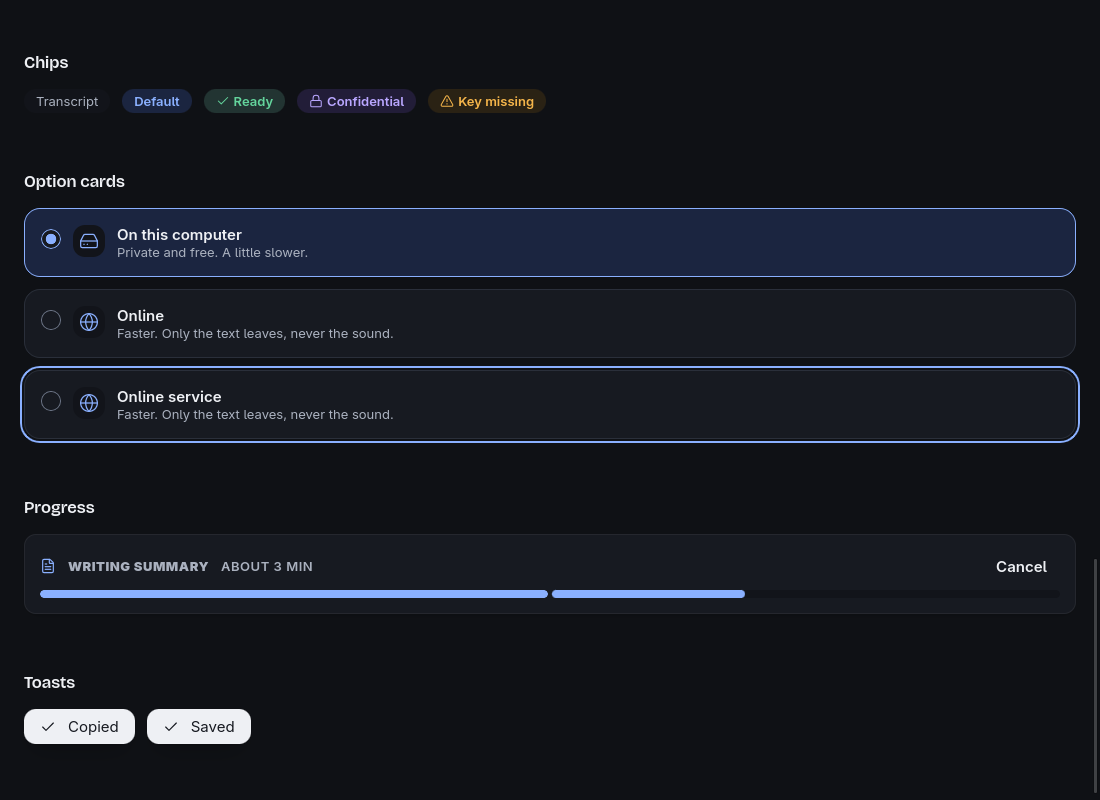 Chips
Transcript Default Ready Confidential Key missing
Option cards
On this computer
Private and free. A little slower.
Online
Faster. Only the text leaves, never the sound.
Online service
Faster. Only the text leaves, never the sound.
Progress
WRITING SUMMARY ABOUT 3 MIN Cancel
Toasts
Copied Saved